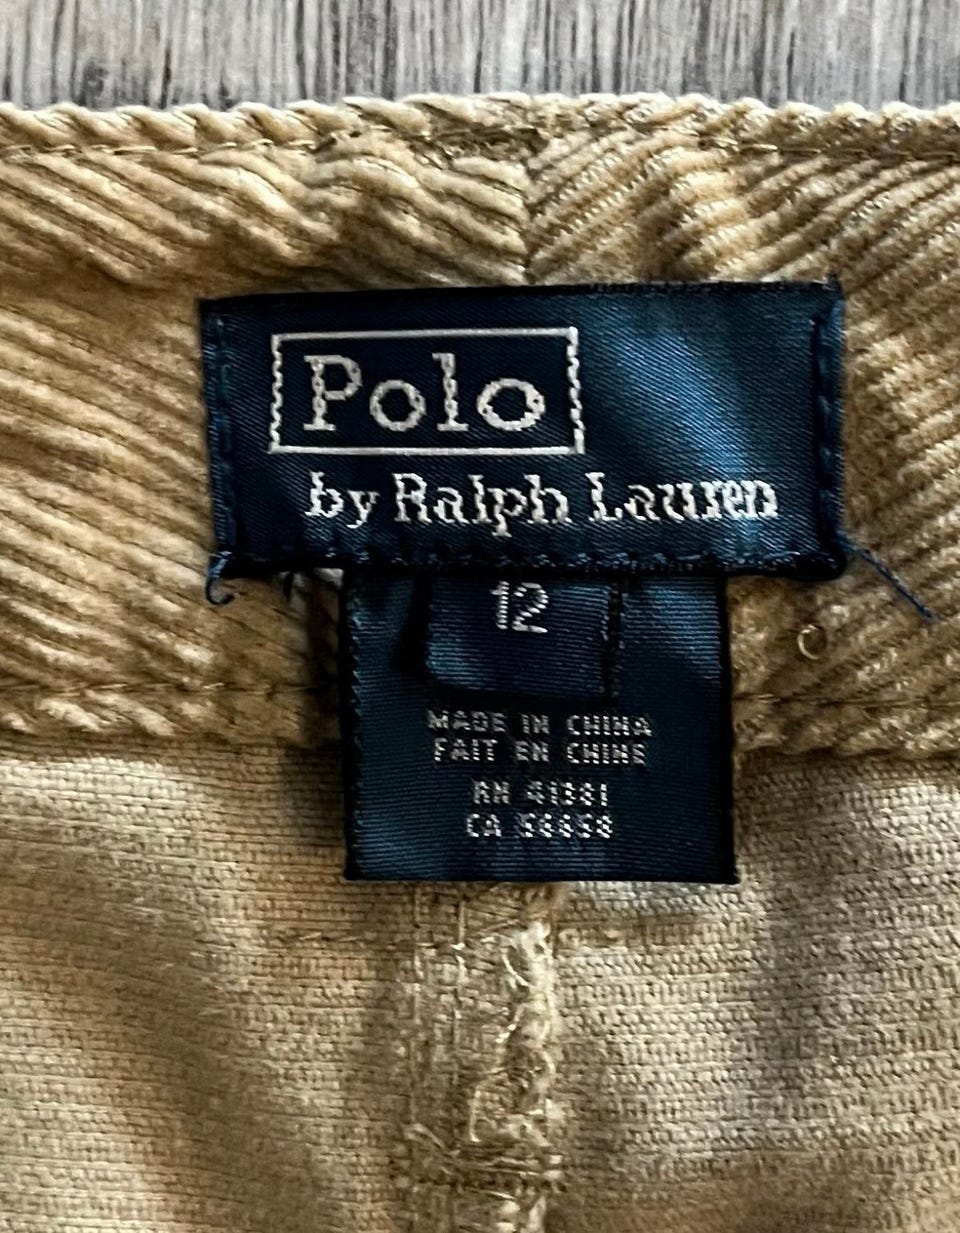 Polo
by Ralph Lauren
12
MADE IN CHINA
FAIT EN CHINE
RN 41381
CA 56658